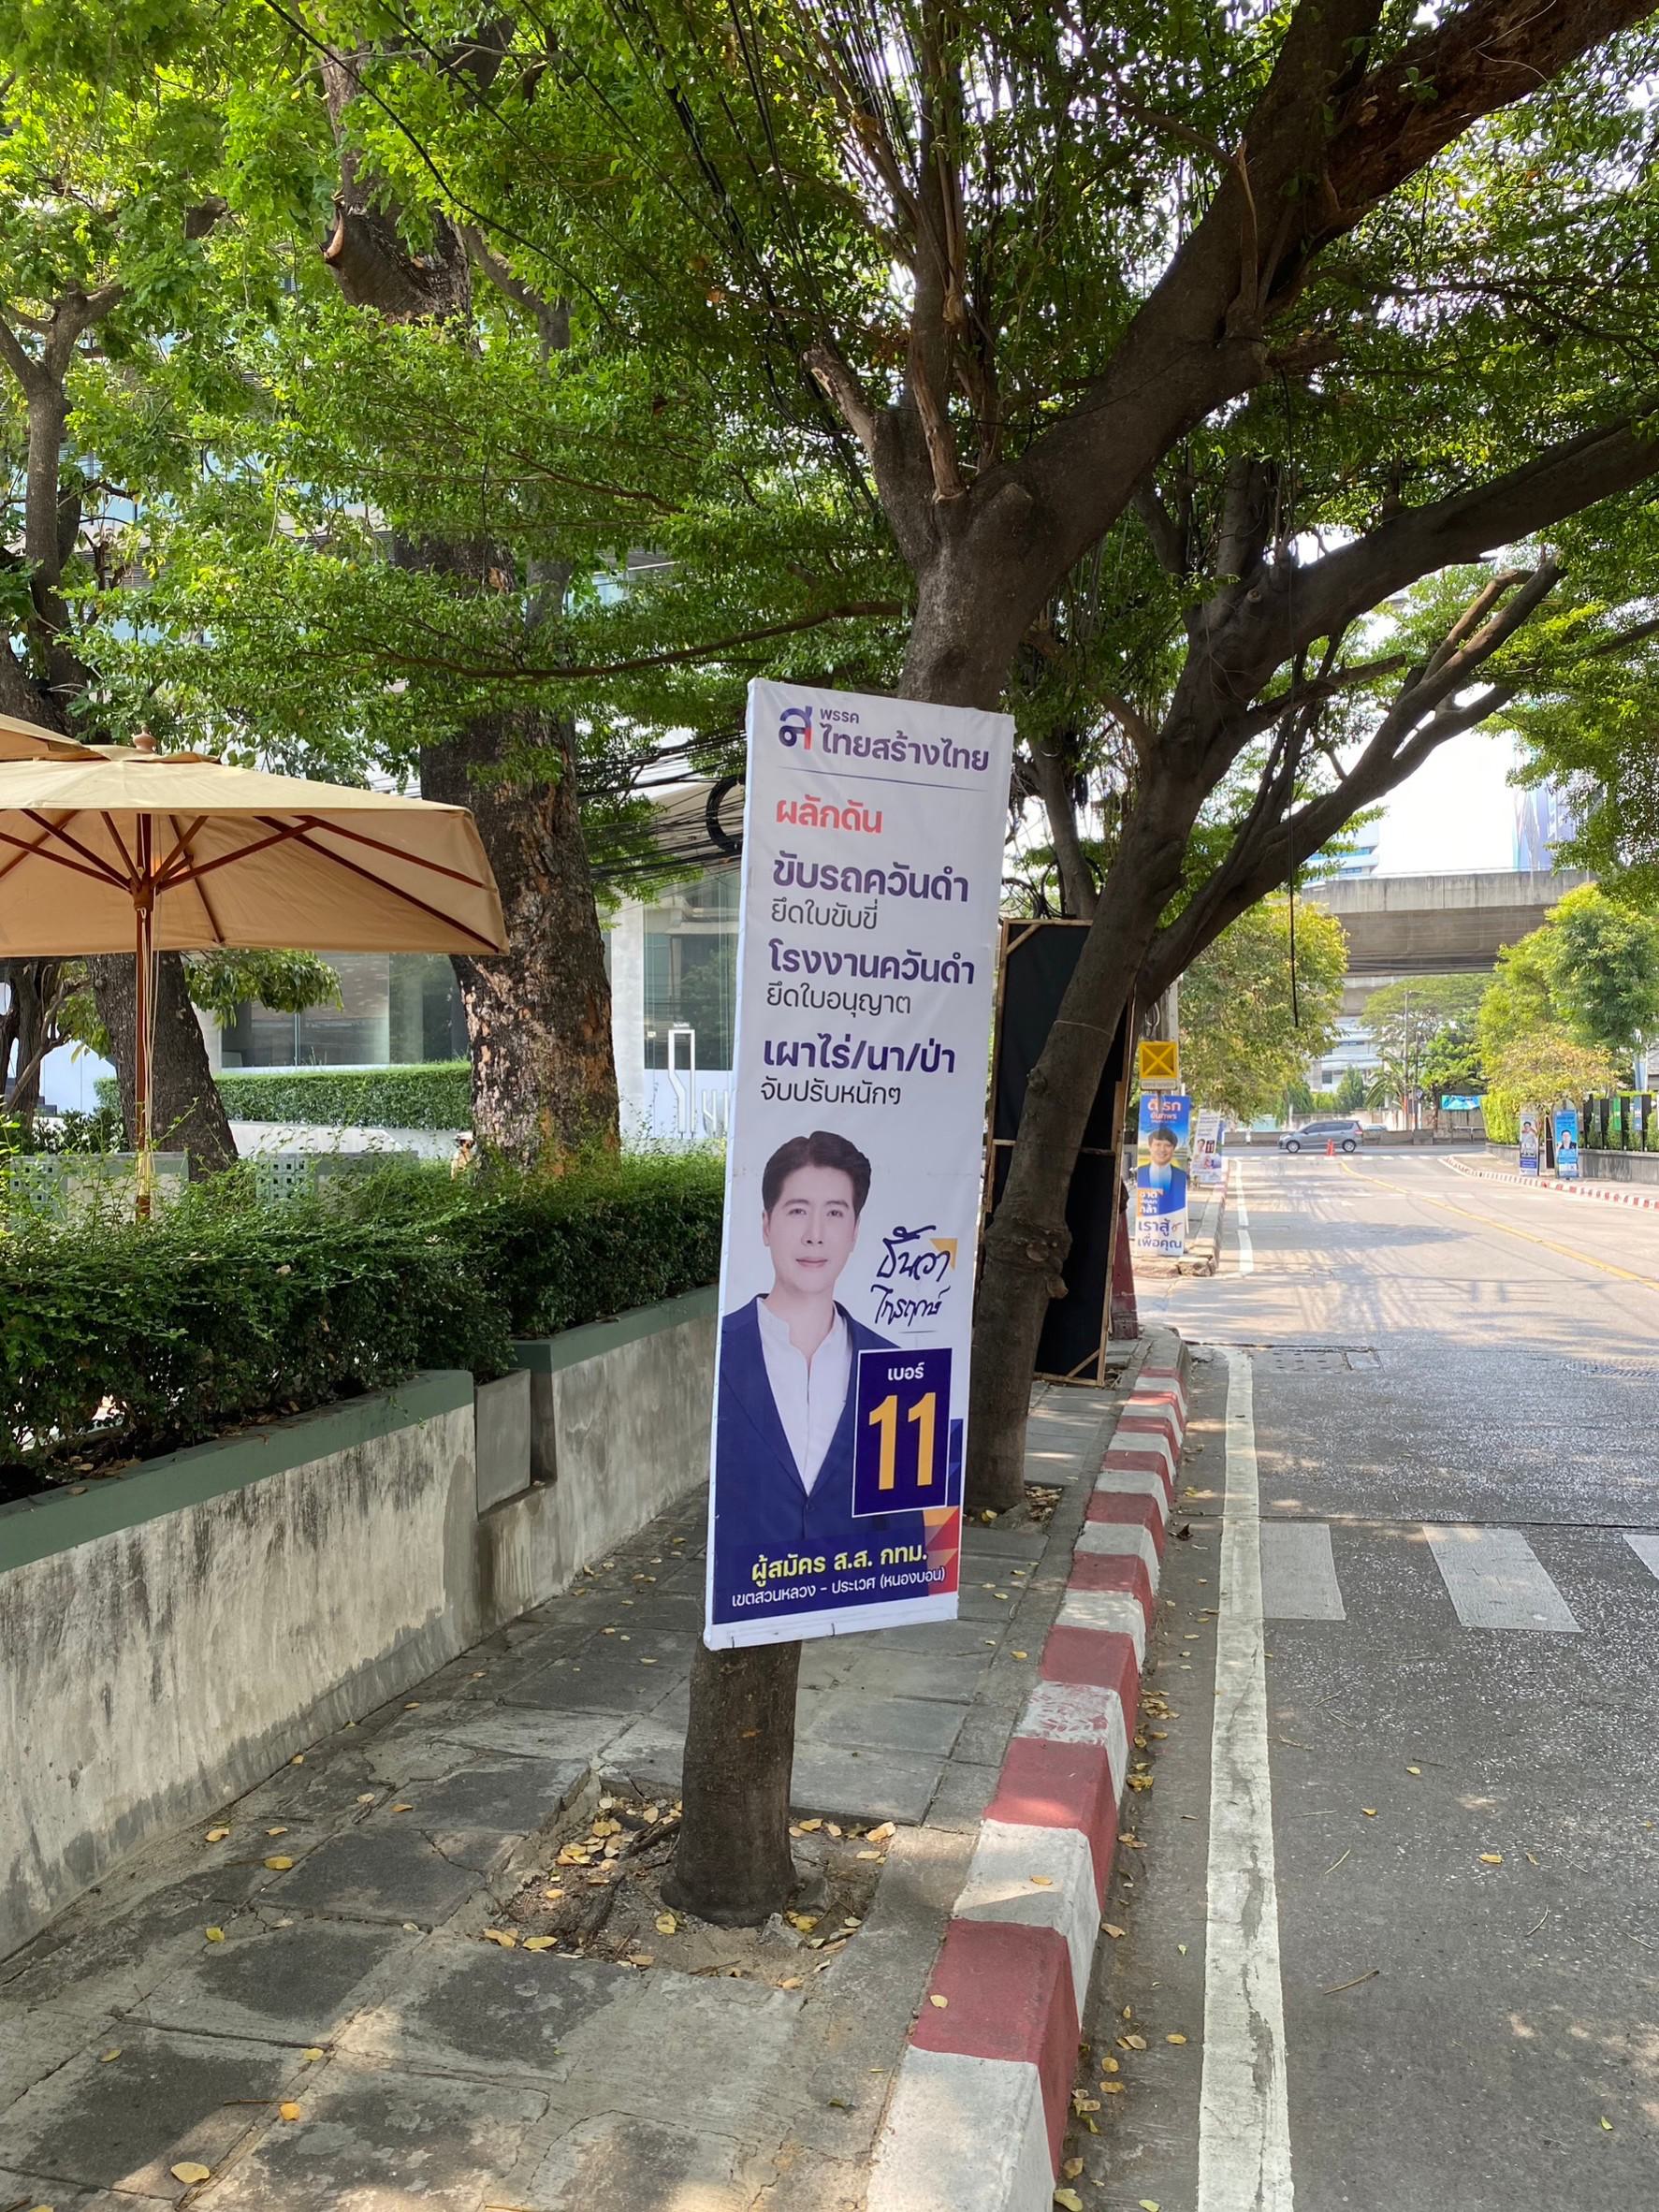 พรรค
ไทยสร้างไทย
ผลักดัน
ขับรถควันดำ
ยึดใบขับขี่
โรงงานควันดำ
ยึดใบอนุญาต
เผาไร่/นา/ป่า
จับปรับหนักๆ
ธันวา
ไกรฤกษ์
เบอร์
11
ผู้สมัคร ส.ส. กทม.
เขตสวนหลวง - ประเวศ (หนองบอน)
เราสู้
เพื่อคุณ